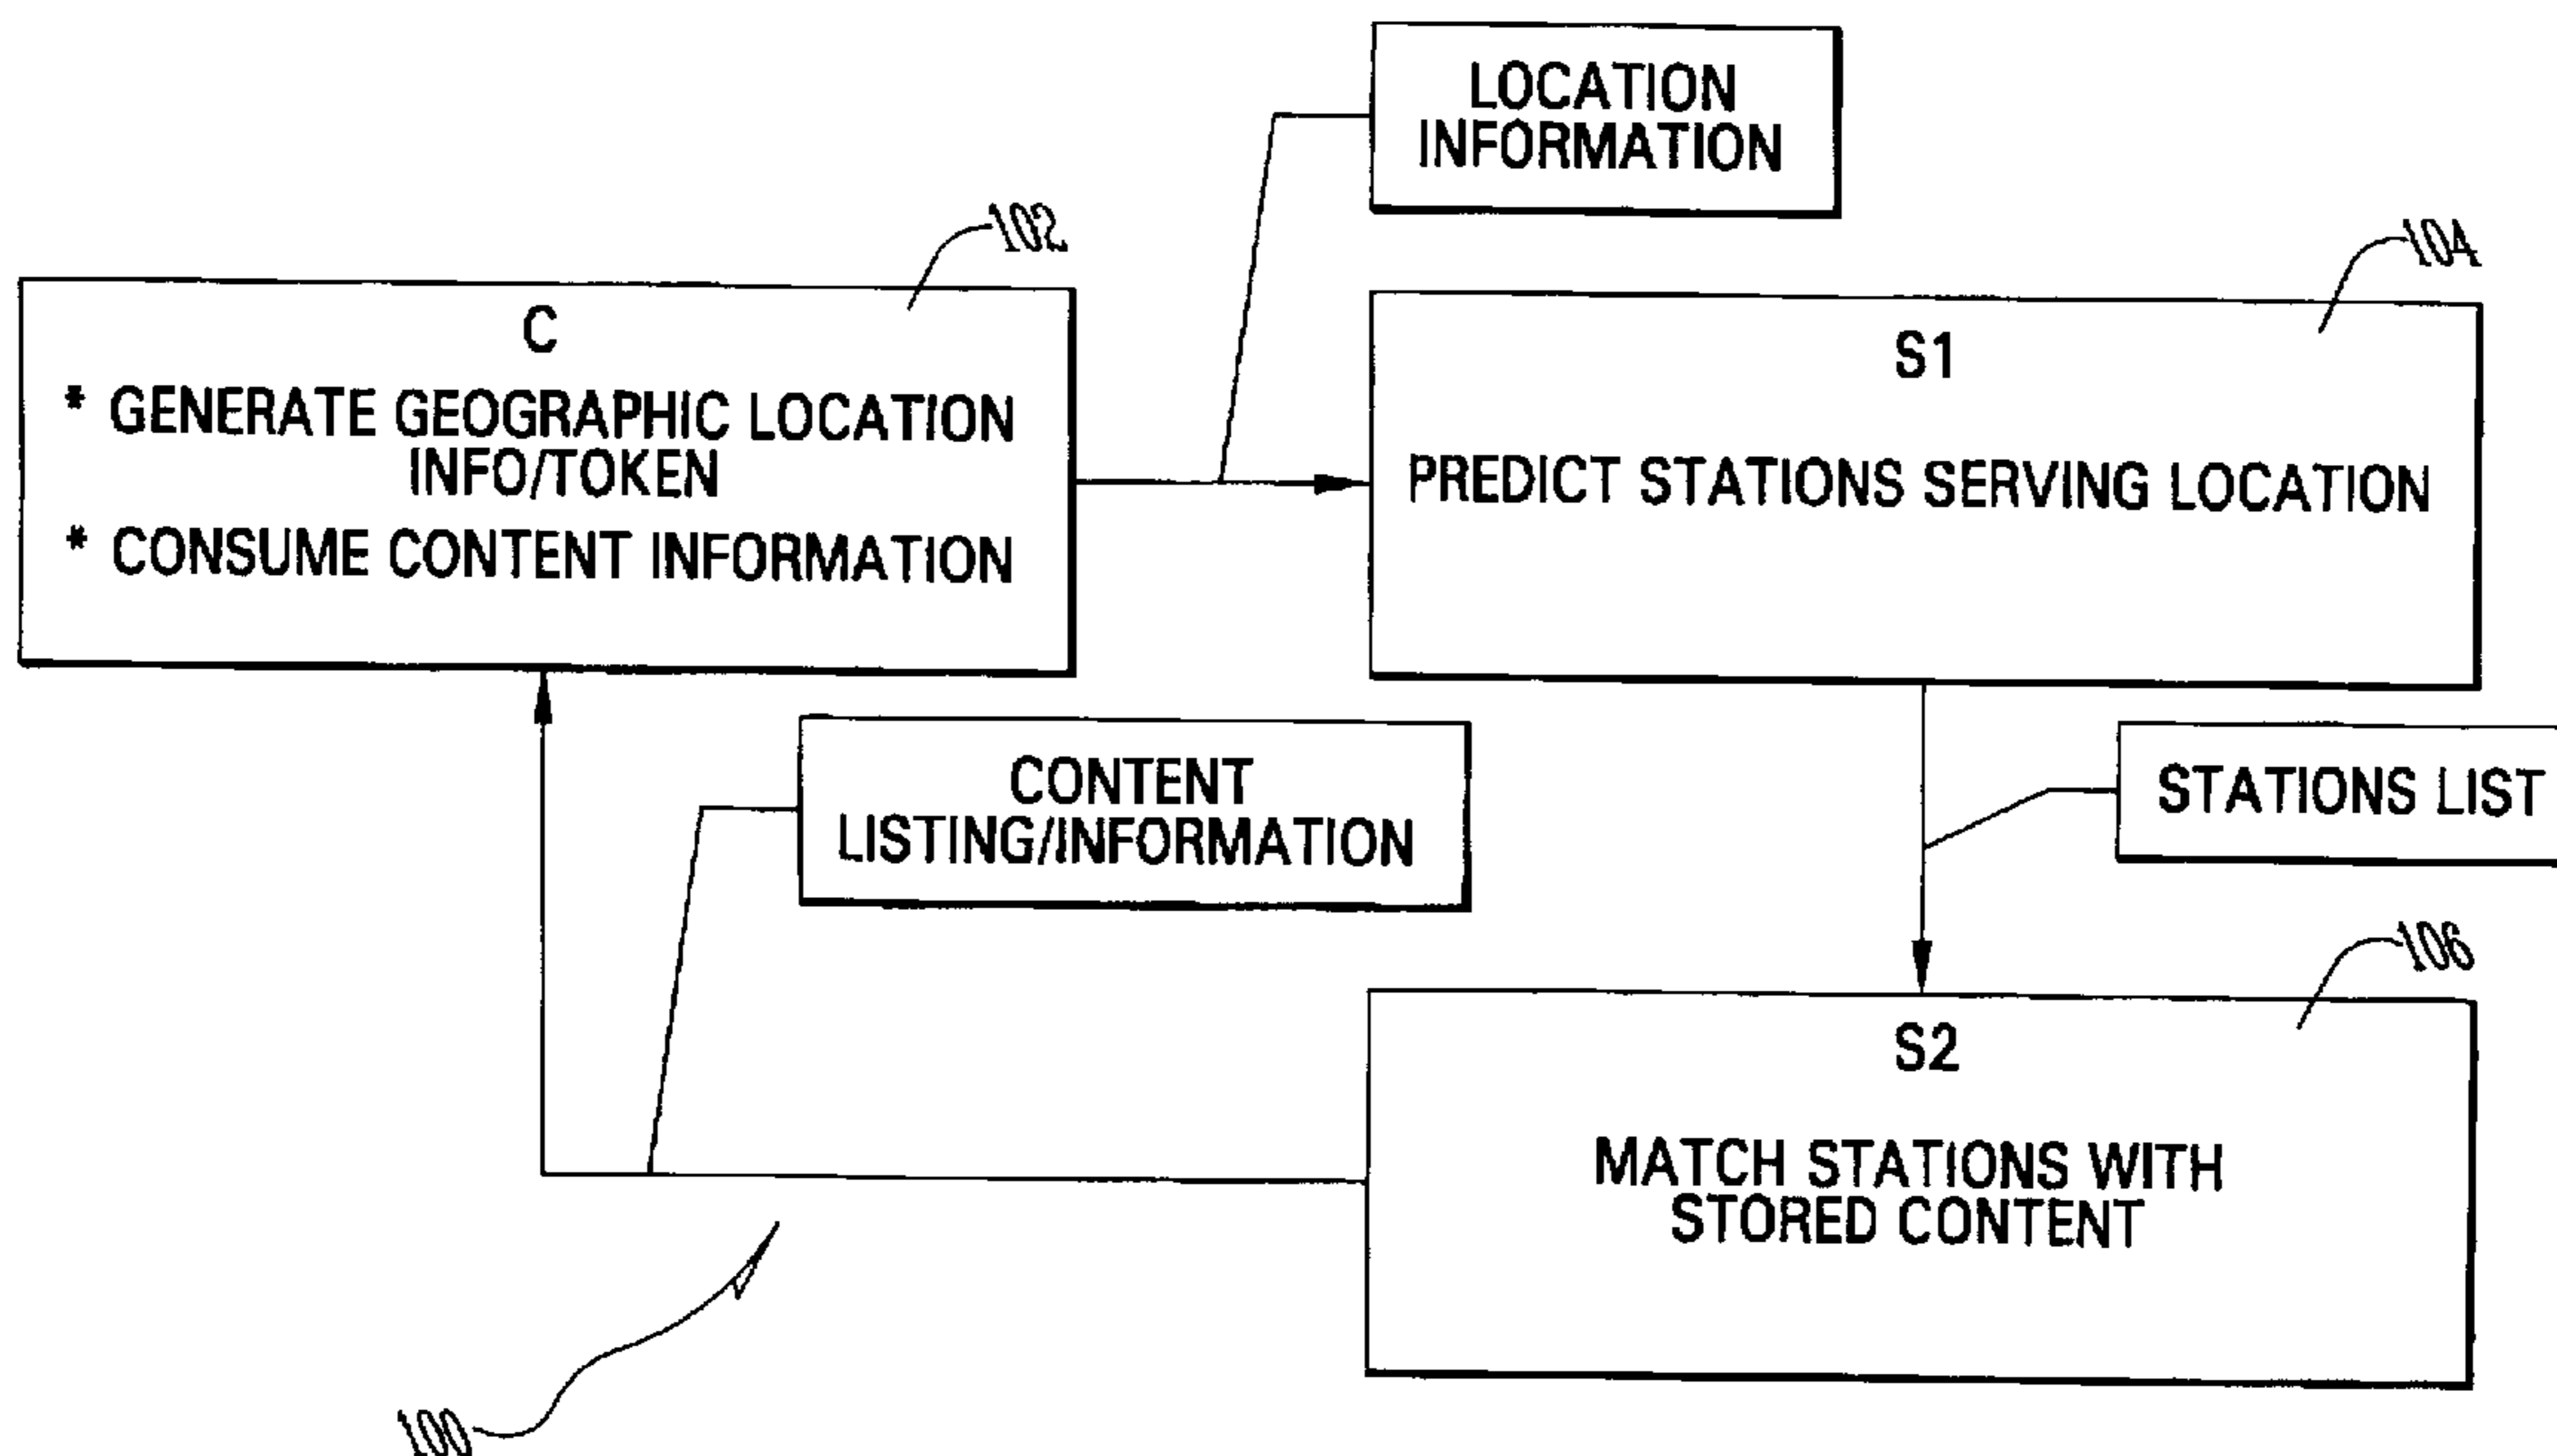 LOCATION
INFORMATION
102
104
C
* GENERATE GEOGRAPHIC LOCATION
INFO/TOKEN
* CONSUME CONTENT INFORMATION
S1
PREDICT STATIONS SERVING LOCATION
CONTENT
LISTING/INFORMATION
STATIONS LIST
106
S2
MATCH STATIONS WITH
STORED CONTENT
100